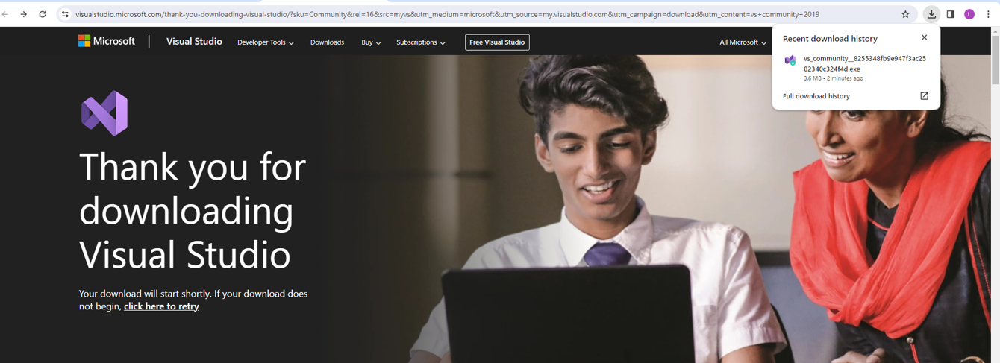 visualstudio.microsoft.com/thank-you-downloading-visual-studio/?sku=Community&rel=16&src=myvs&utm_medium=microsoft&utm_source=my.visualstudio.com&utm_campaign=download&utm_content=vs+community+2019
L
Microsoft
Visual Studio
Developer Tools
Downloads
Buy
Subscriptions
Free Visual Studio
All Microsoft
Recent download history
vs_community__8255348fb9e947f3ac25
82340c324f4d.exe
3.6 MB • 2 minutes ago
Full download history
Thank you for
downloading
Visual Studio
Your download will start shortly. If your download does
not begin, click here to retry